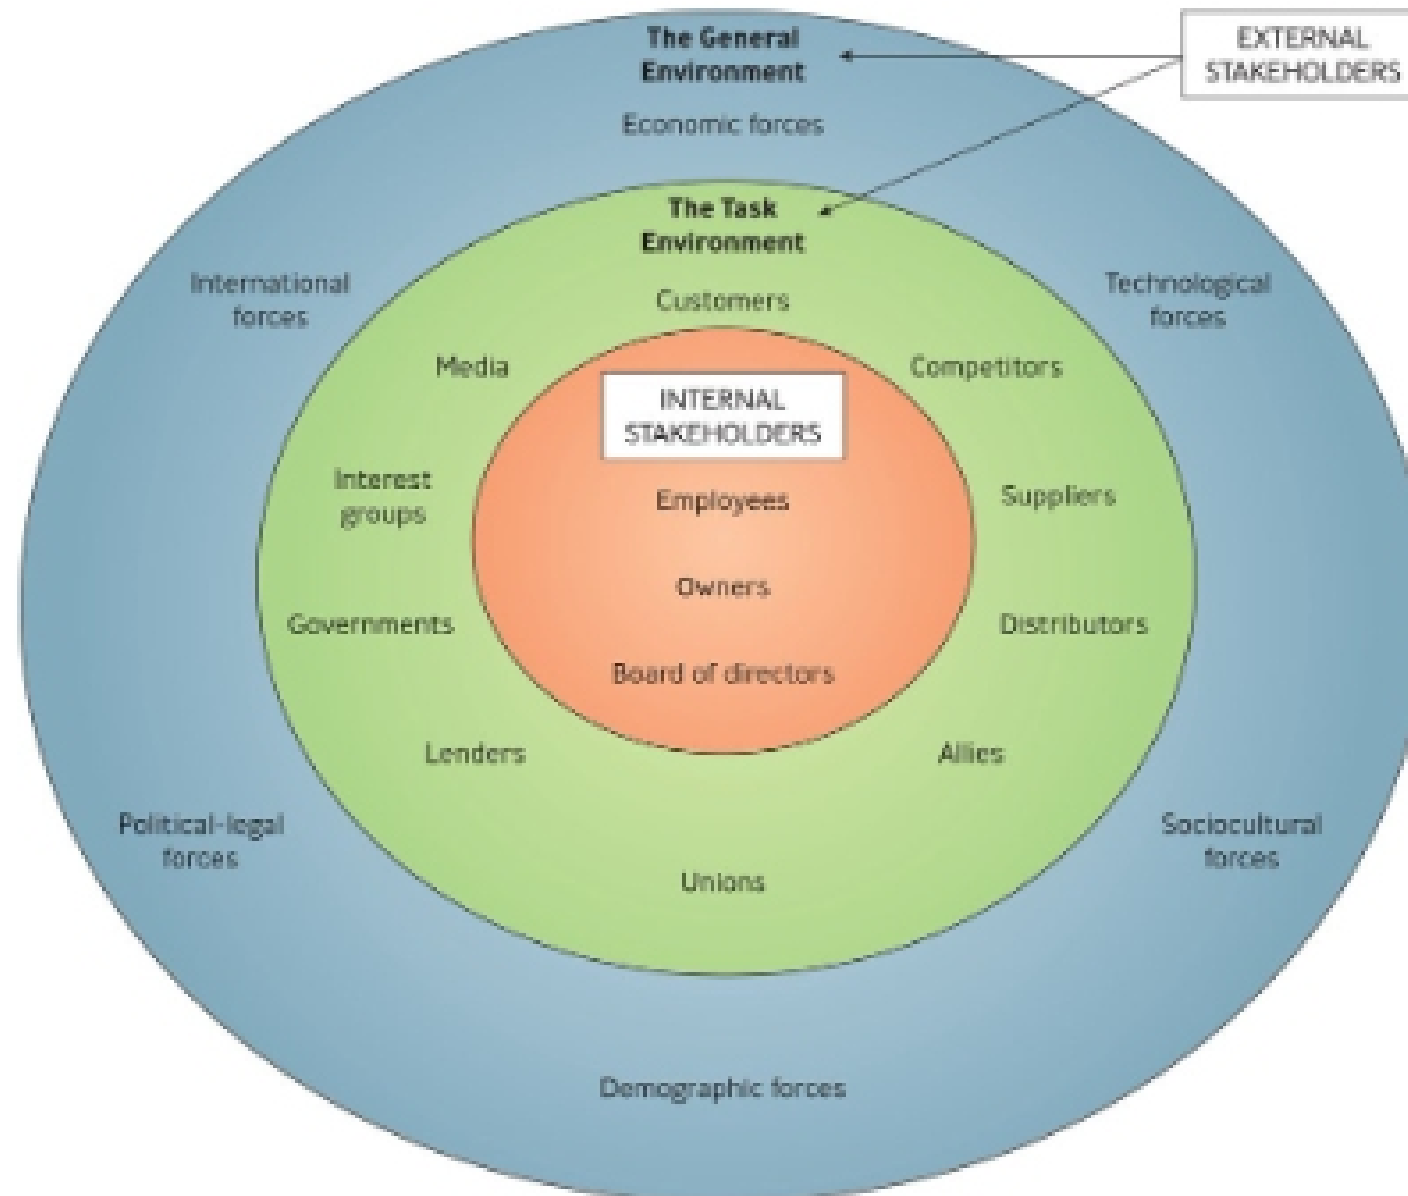 The General
Environment
EXTERNAL
STAKEHOLDERS
Economic forces
The Task
Environment
International
forces
Technological
forces
Customers
Media
Competitors
INTERNAL
STAKEHOLDERS
Interest
groups
Employees
Suppliers
Owners
Governments
Distributors
Board of directors
Lenders
Allies
Political-legal
forces
Sociocultural
forces
Unions
Demographic forces